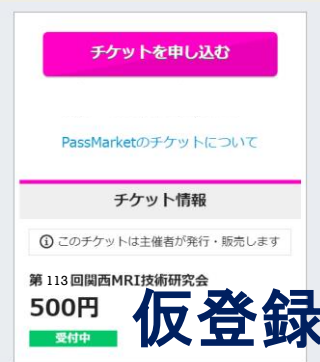 チケットを申し込む
PassMarketのチケットについて
チケット情報
このチケットは主催者が発行・販売します
第 113 回関西MRI技術研究会
500円
仮登録
受付中